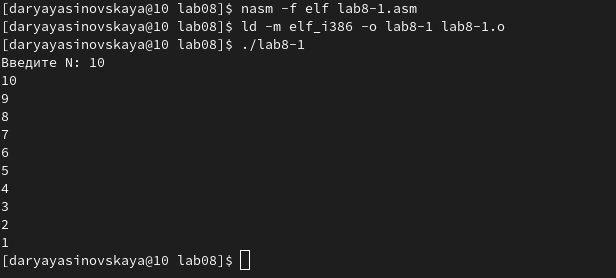 [daryayasinovskaya@10 lab08]$ nasm -f elf lab8-1.asm
[daryayasinovskaya@10 lab08]$ ld -m elf_i386 -o lab8-1 lab8-1.o
[daryayasinovskaya@10 lab08]$ ./lab8-1
Введите N: 10
10
9
8
7
6
5
4
3
2
1
[daryayasinovskaya@10 lab08]$